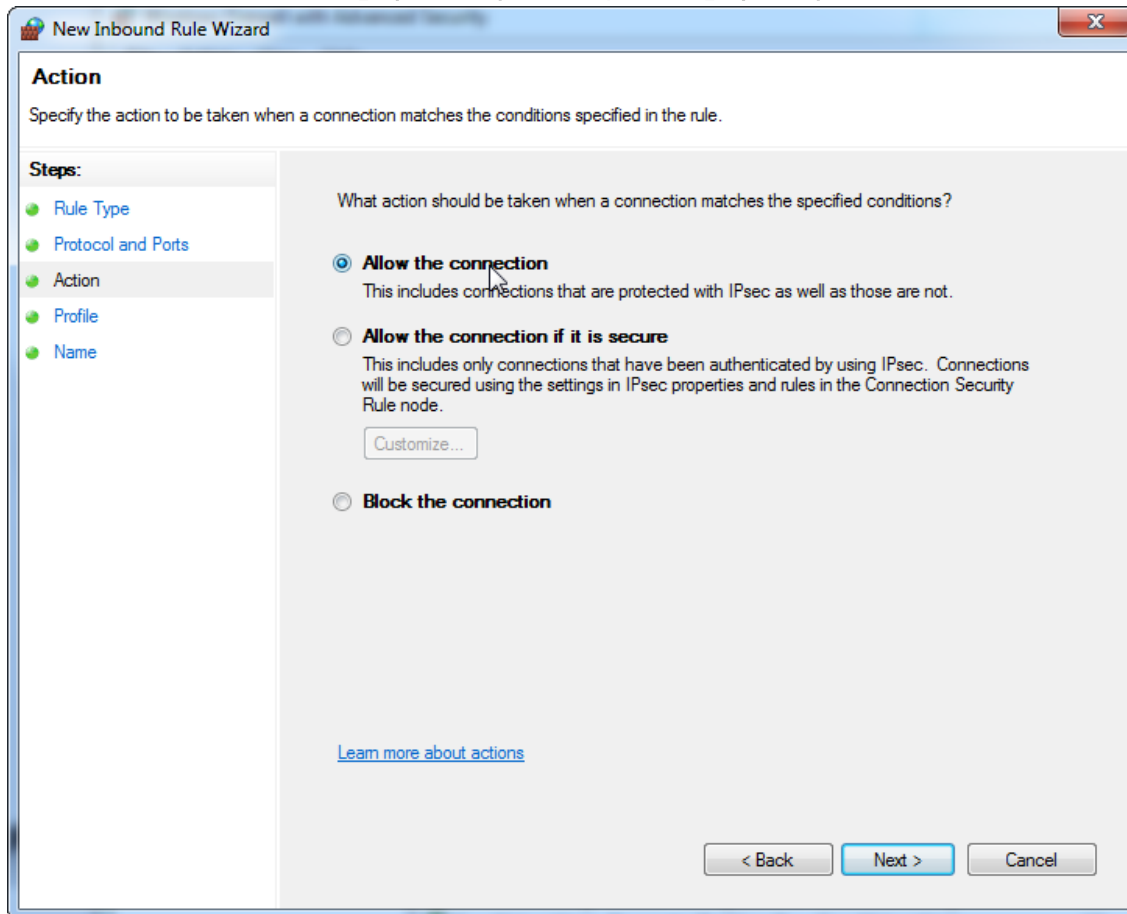 New Inbound Rule Wizard
Action
Specify the action to be taken when a connection matches the conditions specified in the rule.
Steps:
Rule Type
Protocol and Ports
Action
Profile
Name
What action should be taken when a connection matches the specified conditions?
Allow the connection
This includes connections that are protected with IPsec as well as those are not.
Allow the connection if it is secure
This includes only connections that have been authenticated by using IPsec. Connections
will be secured using the settings in IPsec properties and rules in the Connection Security
Rule node.
Customize...
Block the connection
Learn more about actions
< Back
Next >
Cancel